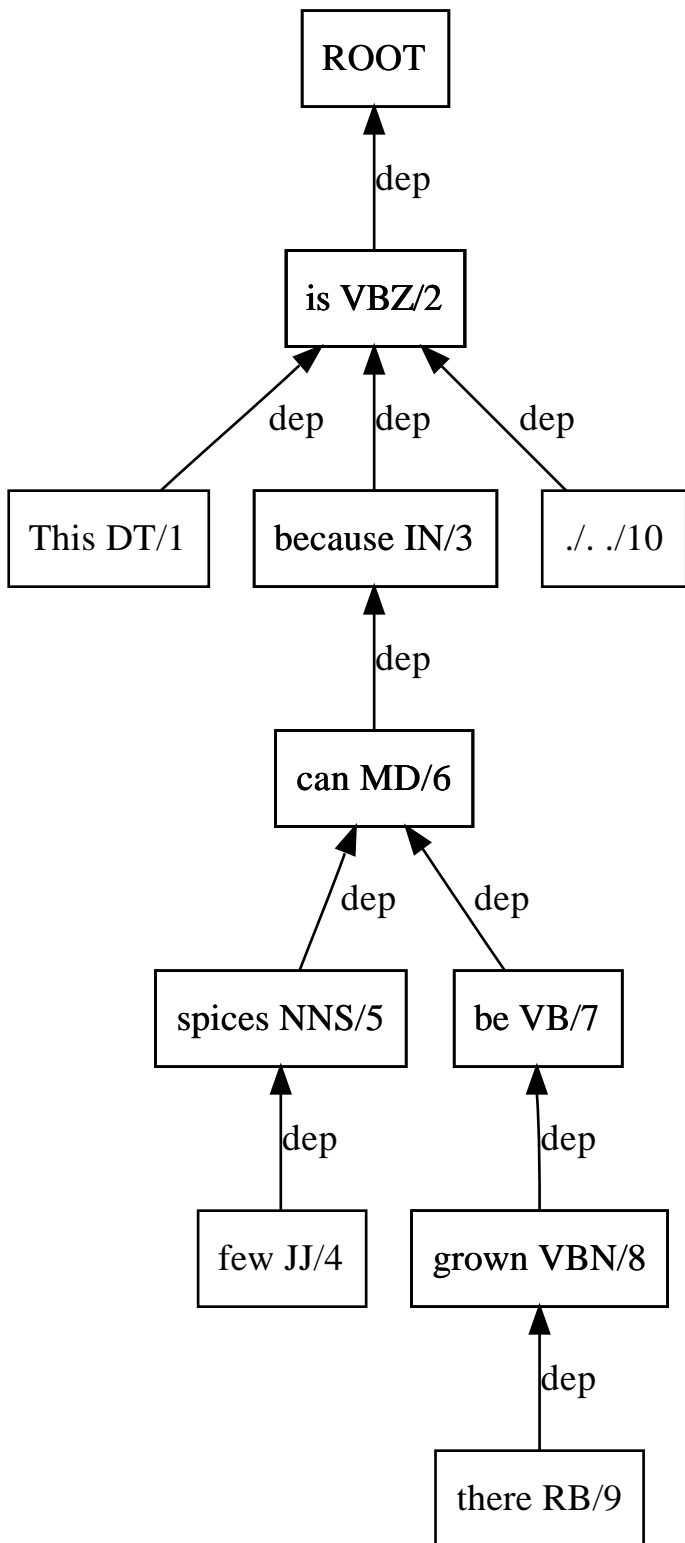 ROOT
dep
is VBZ/2
dep dep dep
This DT/1 because IN/3 ./. ./10
dep
can MD/6
dep dep
spices NNS/5 be VB/7
dep dep
few JJ/4 grown VBN/8
dep
there RB/9